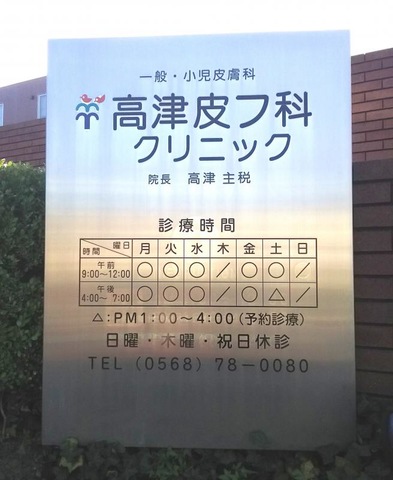 一般・小児皮膚科
高津皮フ科
クリニック
院長 高津 主税
診療時間
時間 曜日 月 火 水 木 金 土 日
午前 9:00〜12:00 ○ ○ ○ ／ ○ ○ ／
午後 4:00〜 7:00 ○ ○ ○ ／ ○ △ ／
△:PM1:00〜4:00(予約診療)
日曜・木曜・祝日休診
TEL (0568) 78−0080